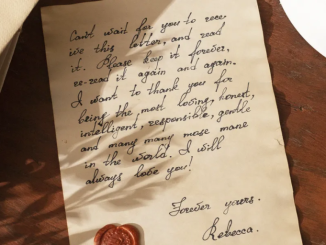 Can't wait for you to rece
ive this letter, and read
it. Please keep it forever,
re-read it again and again.
I want to thank you for
being the most loving, honest,
intelligent, responsible, gentle
and many many more mane
in the world. I will
always love you!
Forever yours.
Rebecca.